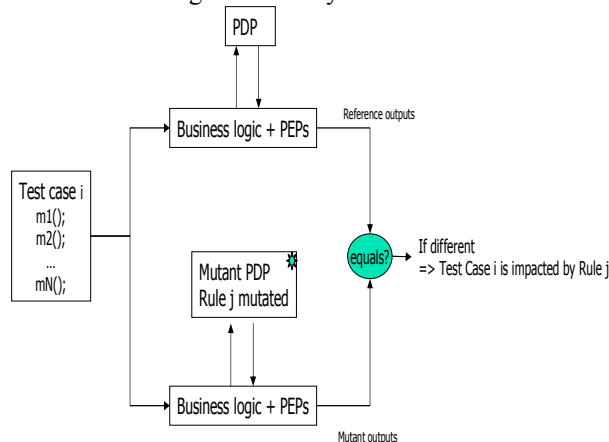 PDP
Business logic + PEPs
Reference outputs
Test case i
m1();
m2();
...
mN();
Mutant PDP
Rule j mutated
equals?
If different
=> Test Case i is impacted by Rule j
Business logic + PEPs
Mutant outputs